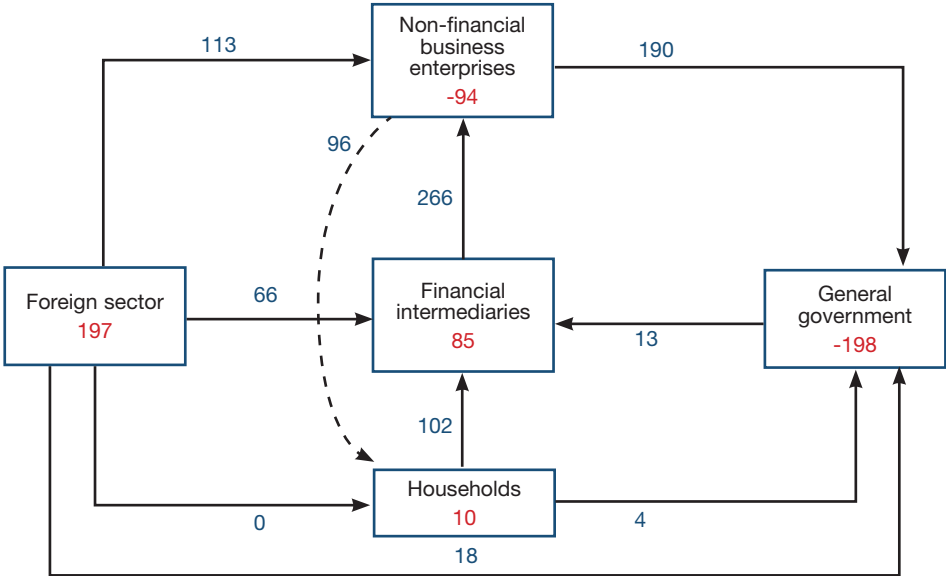 Non-financial
business
enterprises
-94
113
190
96
266
Foreign sector
197
66
Financial
intermediaries
85
General
government
-198
13
102
Households
10
0
4
18